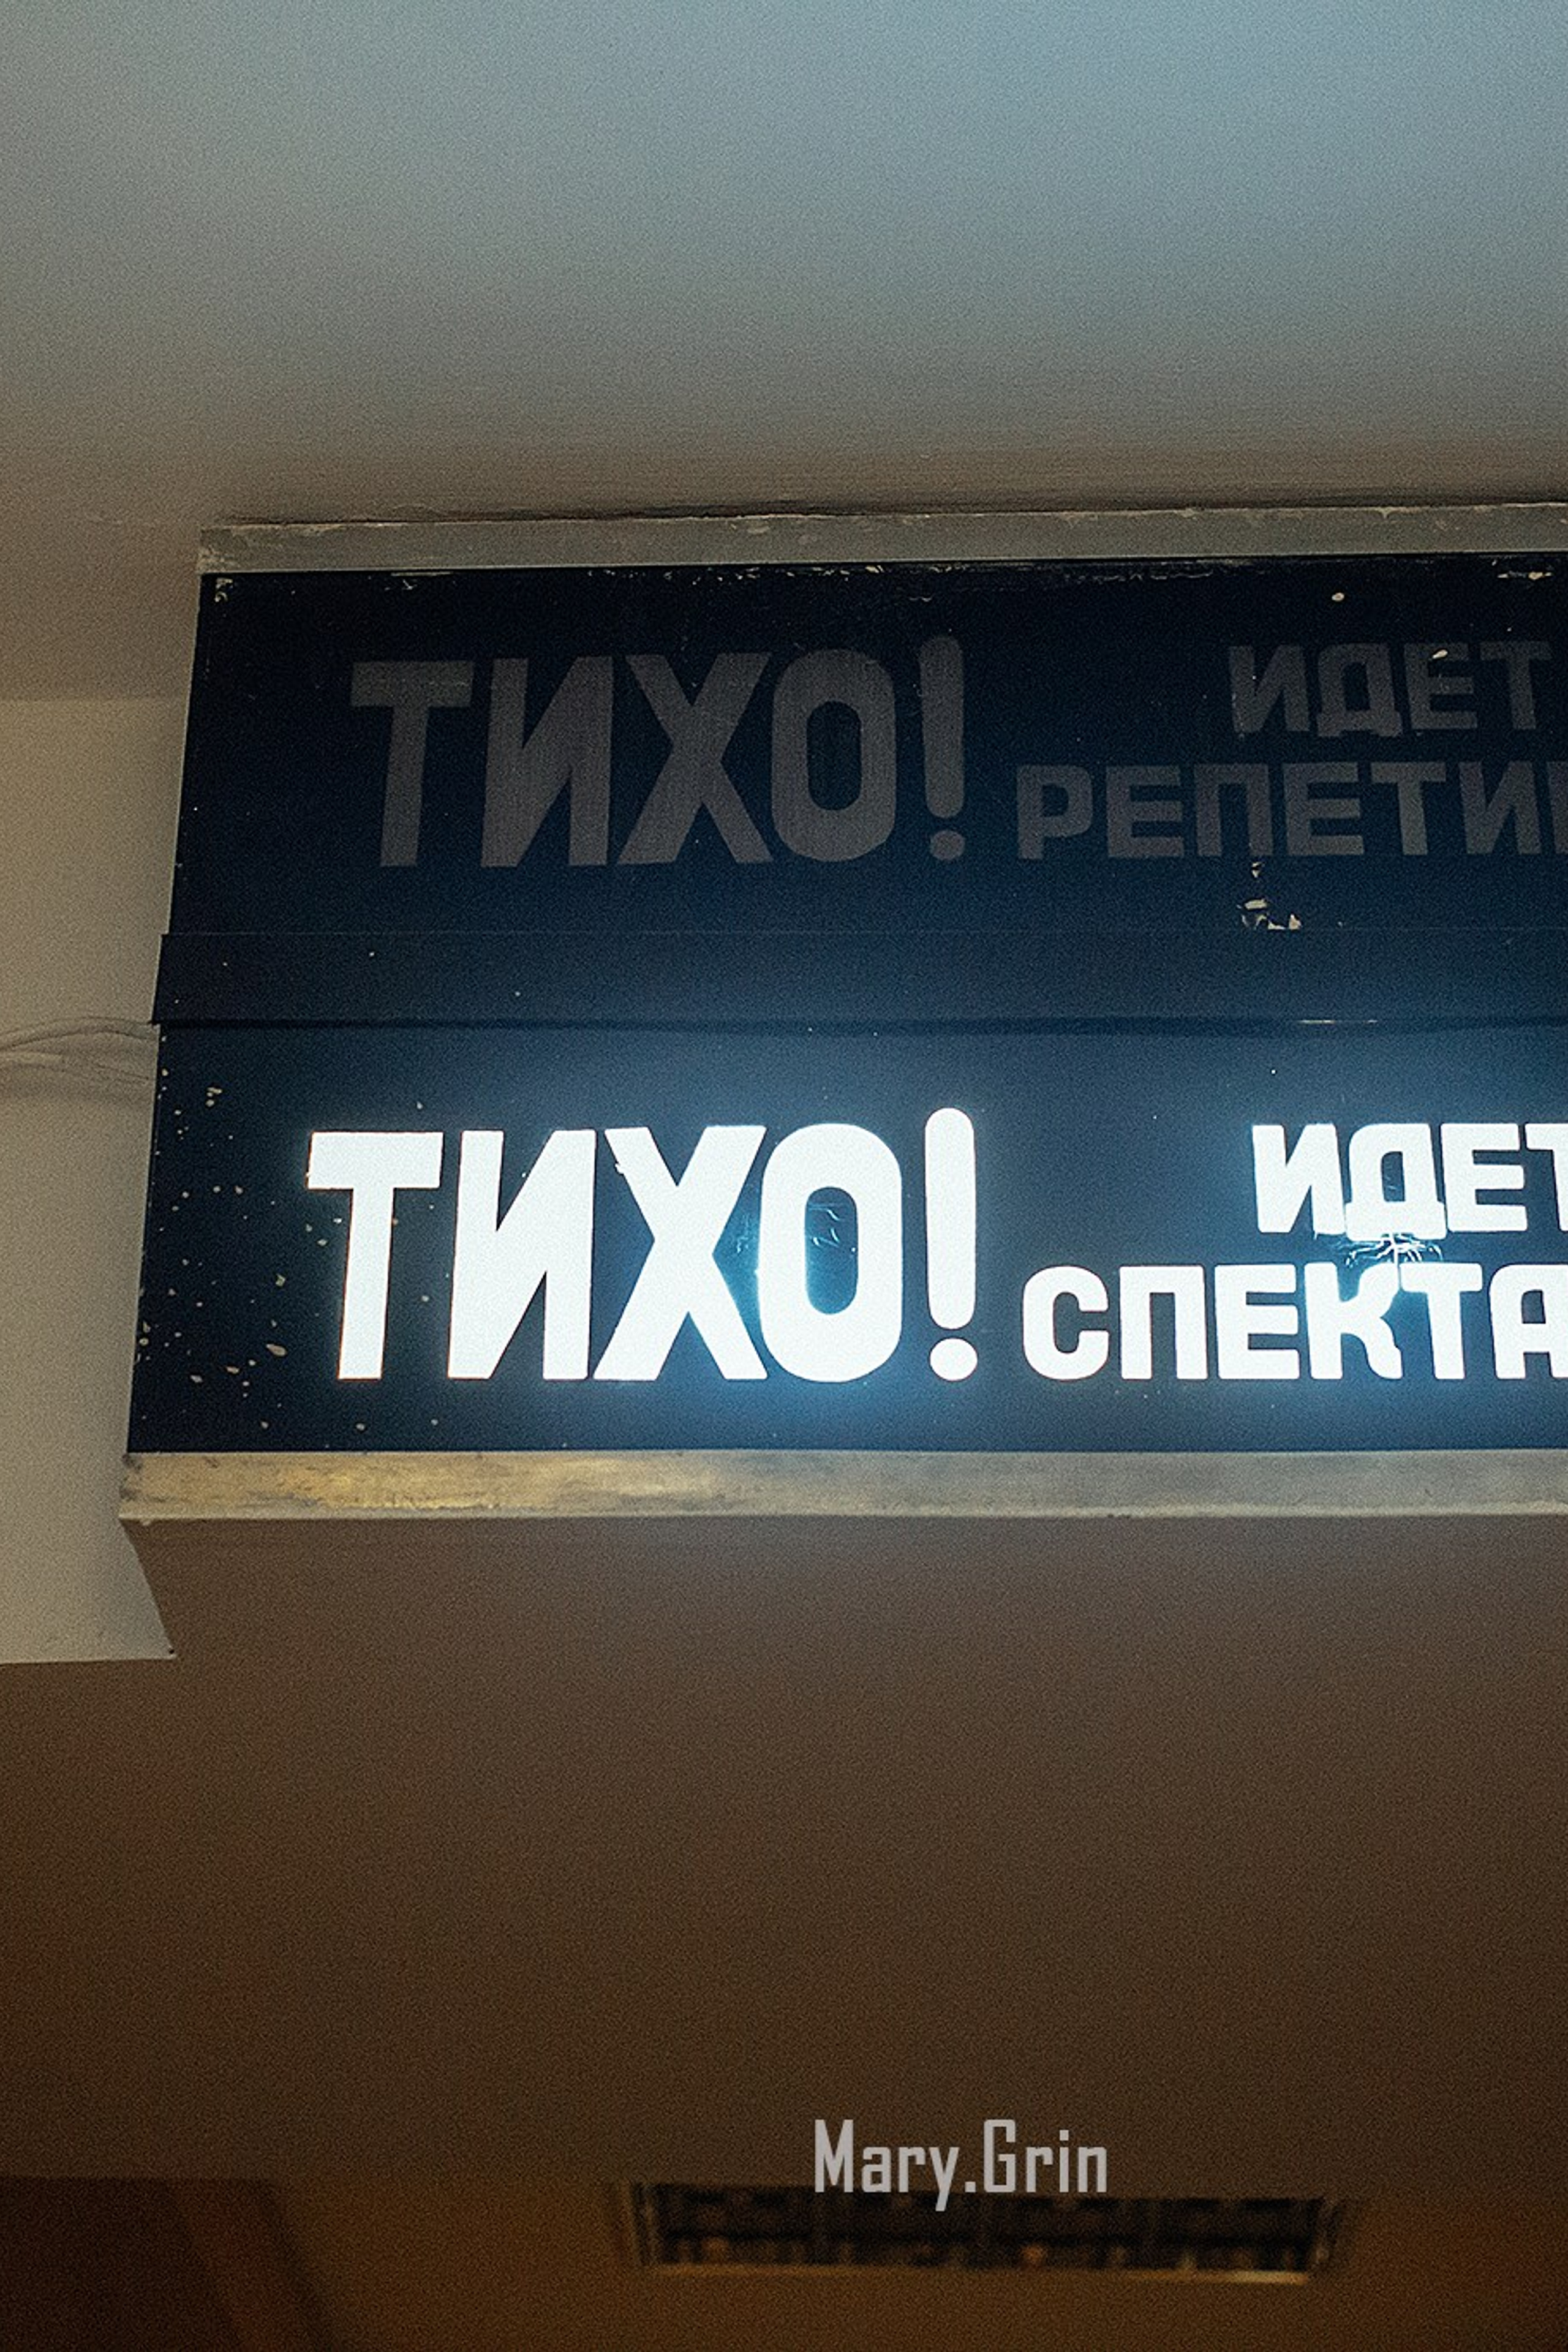 ТИХО! ИДЕТ
РЕПЕТИ
ТИХО! ИДЕТ
СПЕКТА
Mary.Grin